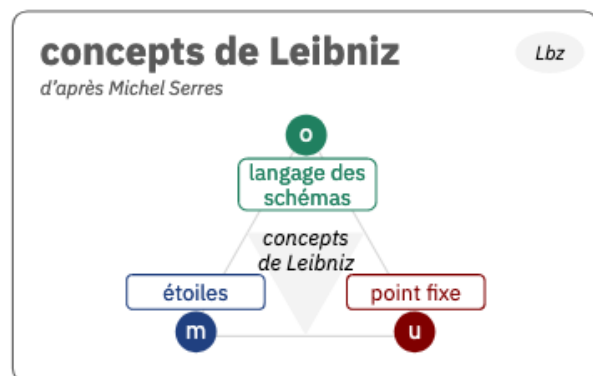 concepts de Leibniz
Lbz
d’après Michel Serres
o
langage des
schémas
concepts
de Leibniz
étoiles
point fixe
m
u